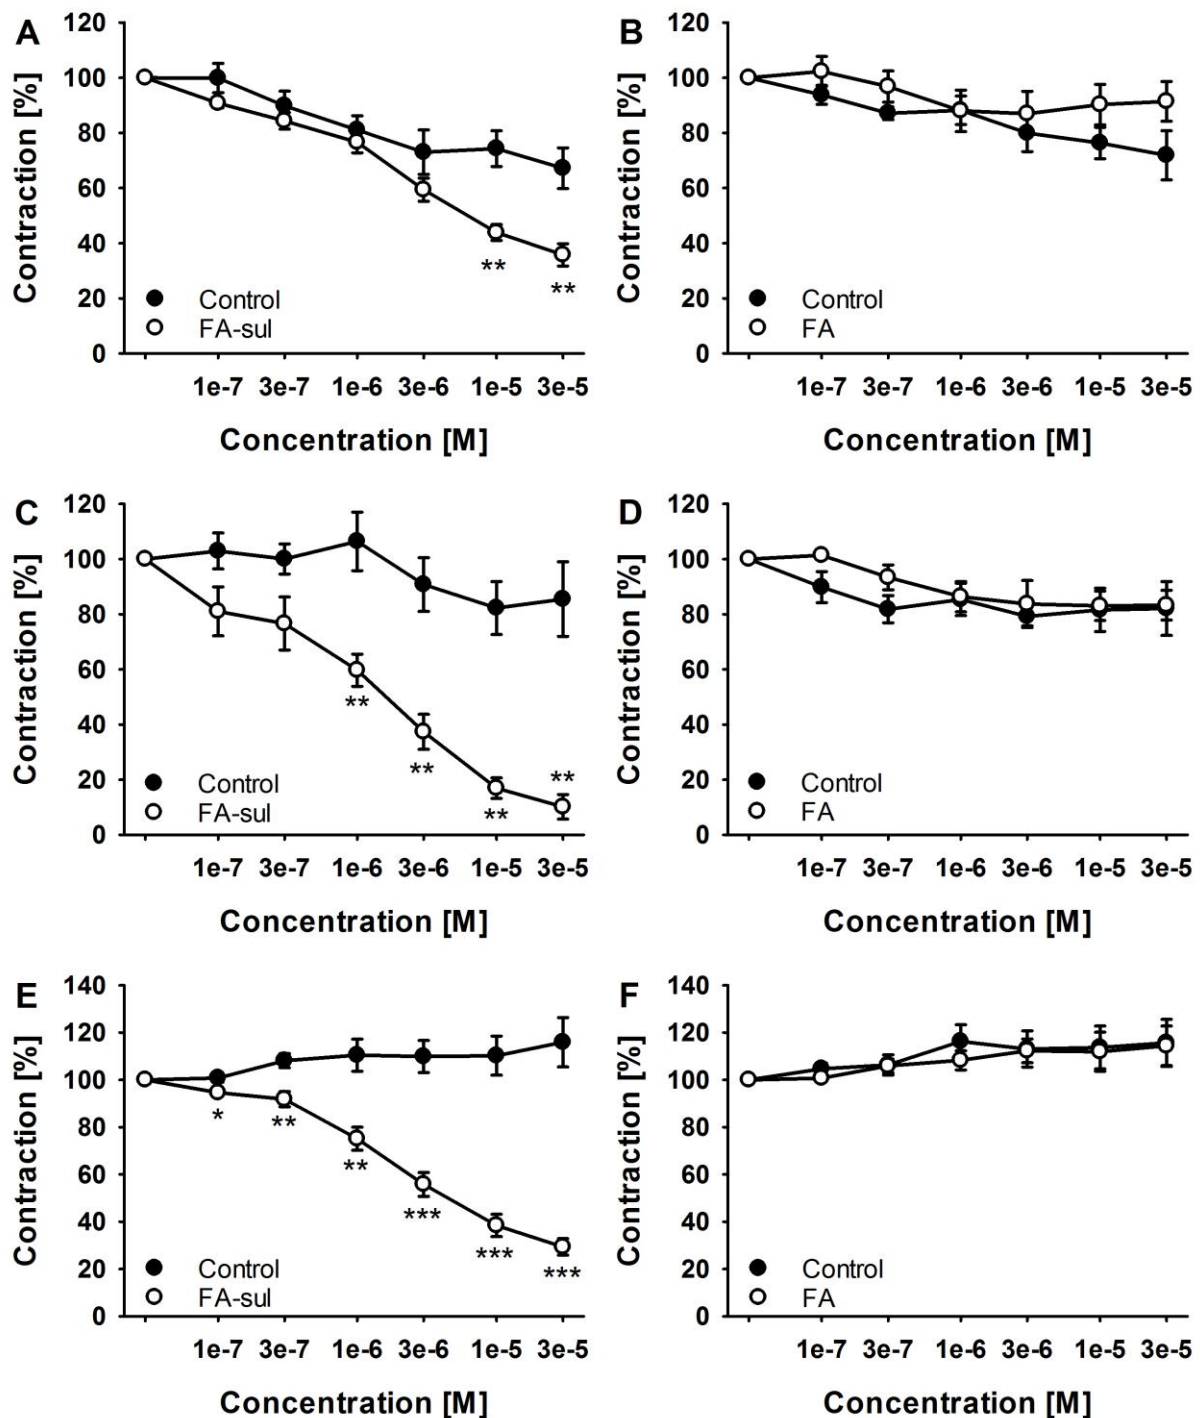 A
Contraction [%]
120
100
80
60
40
20
0
**
**
Control
FA-sul
1e-7 3e-7 1e-6 3e-6 1e-5 3e-5
Concentration [M]
B
Contraction [%]
120
100
80
60
40
20
0
Control
FA
1e-7 3e-7 1e-6 3e-6 1e-5 3e-5
Concentration [M]
C
Contraction [%]
120
100
80
60
40
20
0
**
**
**
**
Control
FA-sul
1e-7 3e-7 1e-6 3e-6 1e-5 3e-5
Concentration [M]
D
Contraction [%]
120
100
80
60
40
20
0
Control
FA
1e-7 3e-7 1e-6 3e-6 1e-5 3e-5
Concentration [M]
E
Contraction [%]
140
120
100
80
60
40
20
0
*
**
**
***
***
***
Control
FA-sul
1e-7 3e-7 1e-6 3e-6 1e-5 3e-5
Concentration [M]
F
Contraction [%]
140
120
100
80
60
40
20
0
Control
FA
1e-7 3e-7 1e-6 3e-6 1e-5 3e-5
Concentration [M]